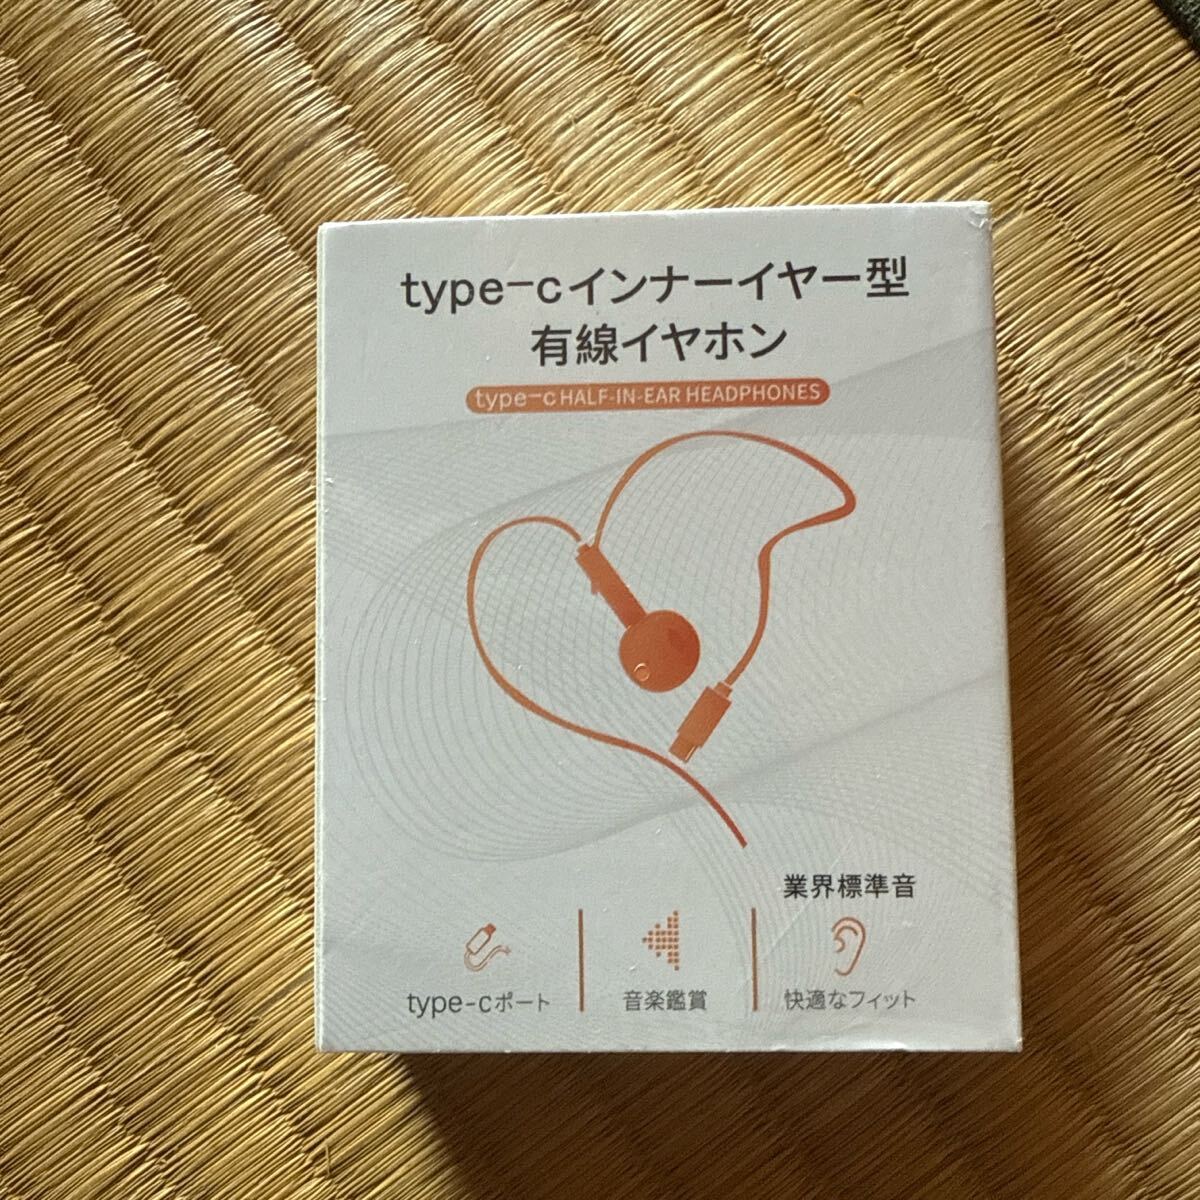 type-cインナーイヤー型
有線イヤホン
type-c HALF-IN-EAR HEADPHONES
業界標準音
type-cポート
音楽鑑賞
快適なフィット